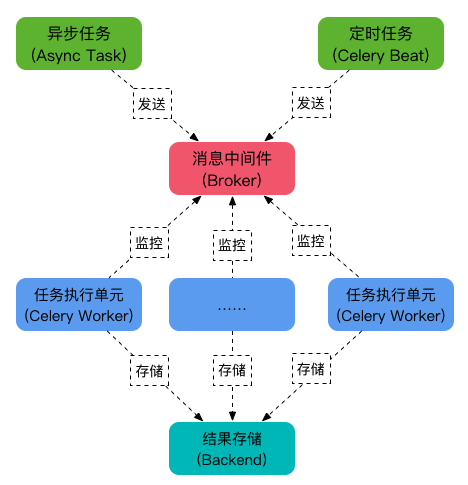 异步任务
(Async Task)
定时任务
(Celery Beat)
发送
发送
消息中间件
(Broker)
监控
监控
监控
任务执行单元
(Celery Worker)
……
任务执行单元
(Celery Worker)
存储
存储
存储
结果存储
(Backend)